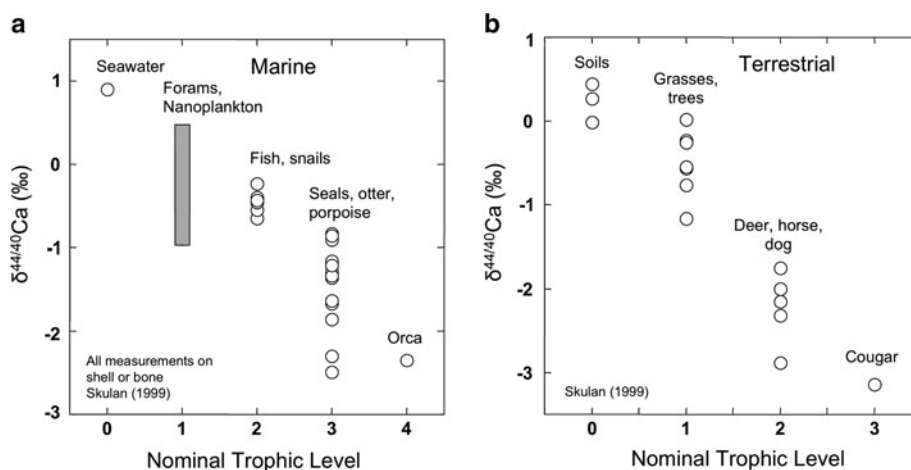 a
Marine
Seawater
Forams,
Nanoplankton
Fish, snails
Seals, otter,
porpoise
Orca
All measurements on
shell or bone
Skulan (1999)
δ44/40Ca (‰)
1
0
-1
-2
-3
0 1 2 3 4
Nominal Trophic Level
b
Terrestrial
Soils
Grasses,
trees
Deer, horse,
dog
Cougar
Skulan (1999)
δ44/40Ca (‰)
1
0
-1
-2
-3
0 1 2 3
Nominal Trophic Level